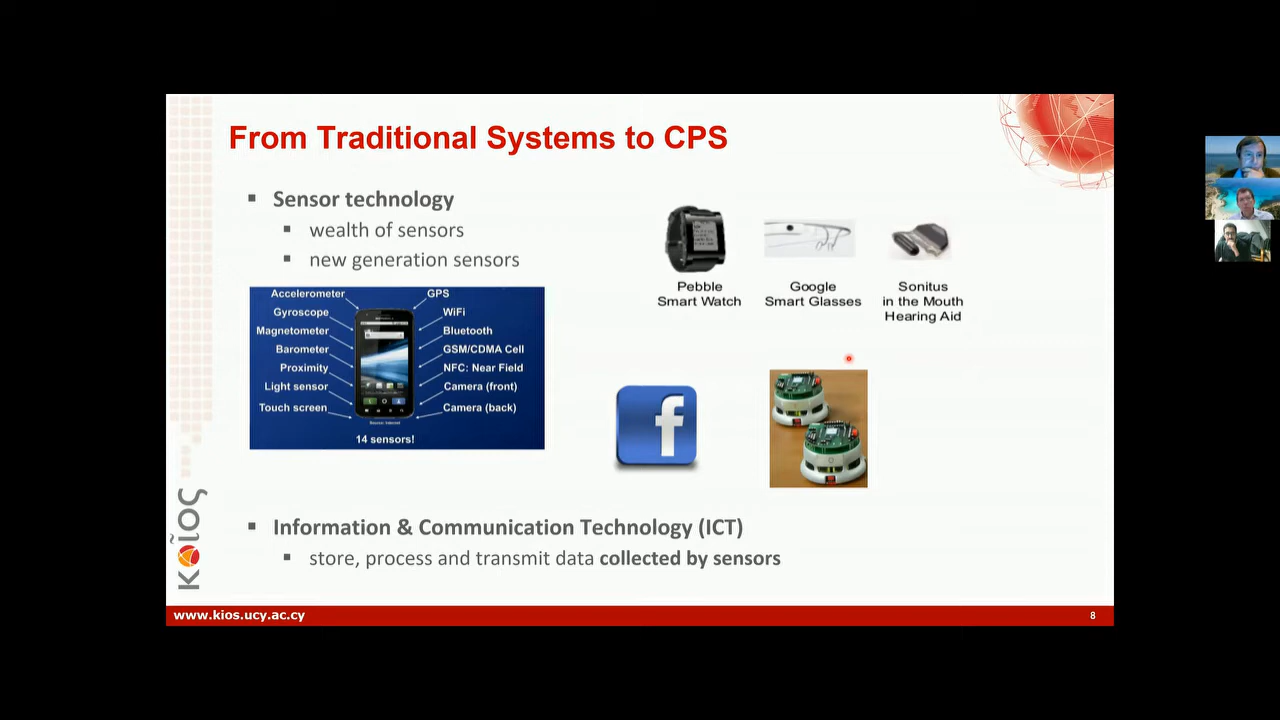 From Traditional Systems to CPS
Sensor technology
wealth of sensors
new generation sensors
Accelerometer
Gyroscope
Magnetometer
Barometer
Proximity
Light sensor
Touch screen
GPS
WiFi
Bluetooth
GSM/CDMA Cell
NFC: Near Field
Camera (front)
Camera (back)
14 sensors!
Pebble
Smart Watch
Google
Smart Glasses
Sonitus
in the Mouth
Hearing Aid
f
Information & Communication Technology (ICT)
store, process and transmit data collected by sensors
κοῖος
www.kios.ucy.ac.cy
8